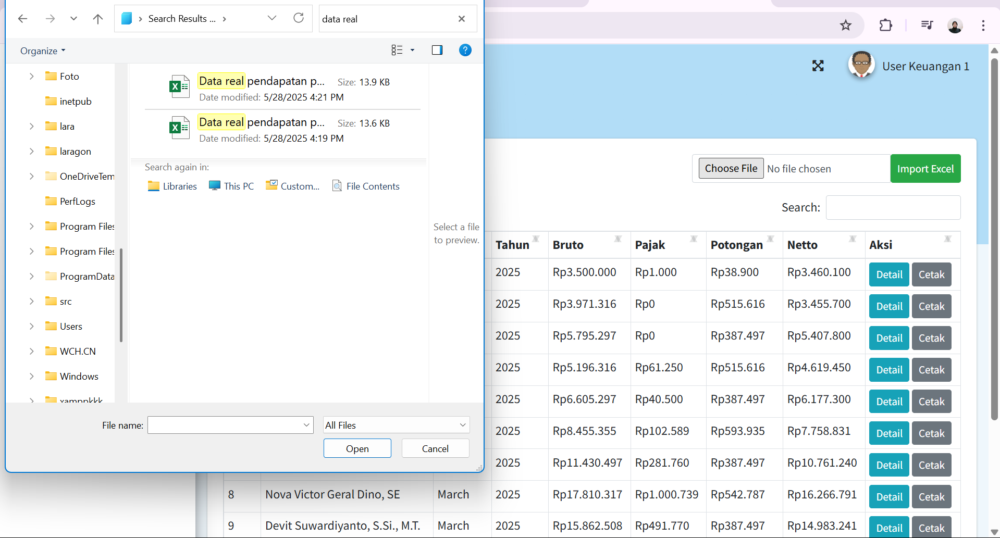 Search Results ...
data real
Organize
Foto
inetpub
lara
laragon
OneDriveTem
PerfLogs
Program Files
Program Files
ProgramData
src
Users
WCH.CN
Windows
xamppkkk
Data real pendapatan p... Size: 13.9 KB
Date modified: 5/28/2025 4:21 PM
Data real pendapatan p... Size: 13.6 KB
Date modified: 5/28/2025 4:19 PM
Search again in:
Libraries This PC Custom... File Contents
Select a file
to preview.
File name:
All Files
Open Cancel
User Keuangan 1
Choose File No file chosen Import Excel
Search:
Tahun Bruto Pajak Potongan Netto Aksi
2025 Rp3.500.000 Rp1.000 Rp38.900 Rp3.460.100 Detail Cetak
2025 Rp3.971.316 Rp0 Rp515.616 Rp3.455.700 Detail Cetak
2025 Rp5.795.297 Rp0 Rp387.497 Rp5.407.800 Detail Cetak
2025 Rp5.196.316 Rp61.250 Rp515.616 Rp4.619.450 Detail Cetak
2025 Rp6.605.297 Rp40.500 Rp387.497 Rp6.177.300 Detail Cetak
2025 Rp8.455.355 Rp102.589 Rp593.935 Rp7.758.831 Detail Cetak
2025 Rp11.430.497 Rp281.760 Rp387.497 Rp10.761.240 Detail Cetak
8 Nova Victor Geral Dino, SE March 2025 Rp17.810.317 Rp1.000.739 Rp542.787 Rp16.266.791 Detail Cetak
9 Devit Suwardiyanto, S.Si., M.T. March 2025 Rp15.862.508 Rp491.770 Rp387.497 Rp14.983.241 Detail Cetak